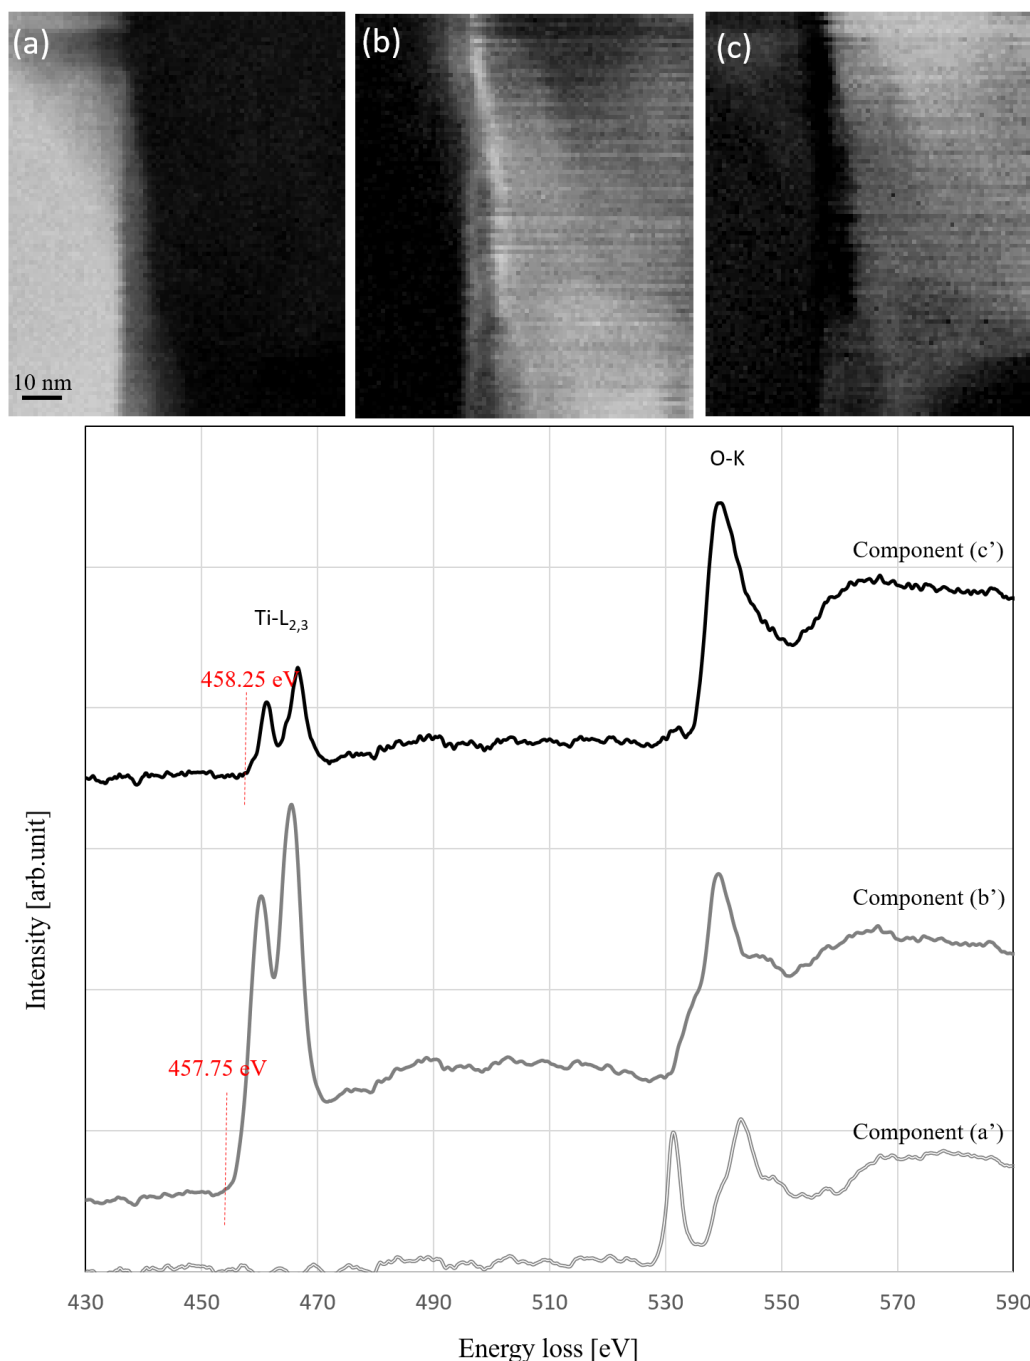 (a)
(b)
(c)
10 nm
O-K
Component (c’)
Ti-L2,3
458.25 eV
Component (b’)
457.75 eV
Component (a’)
Intensity [arb.unit]
430 450 470 490 510 530 550 570 590
Energy loss [eV]